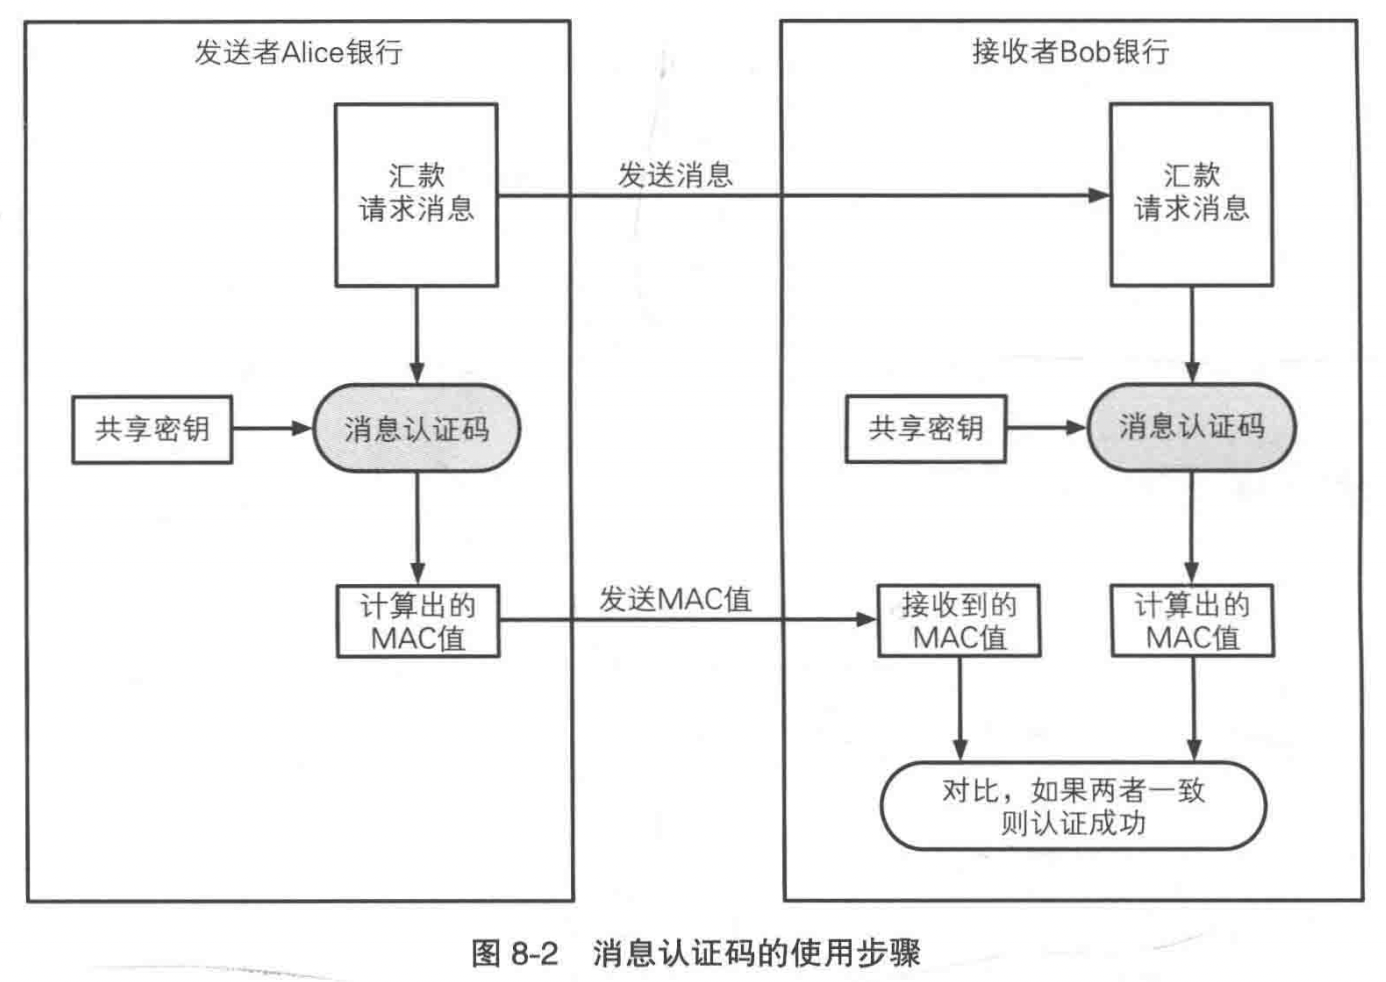 发送者Alice银行
接收者Bob银行
汇款
请求消息
发送消息
汇款
请求消息
共享密钥
消息认证码
共享密钥
消息认证码
计算出的
MAC值
发送MAC值
接收到的
MAC值
计算出的
MAC值
对比，如果两者一致
则认证成功
图 8-2 消息认证码的使用步骤